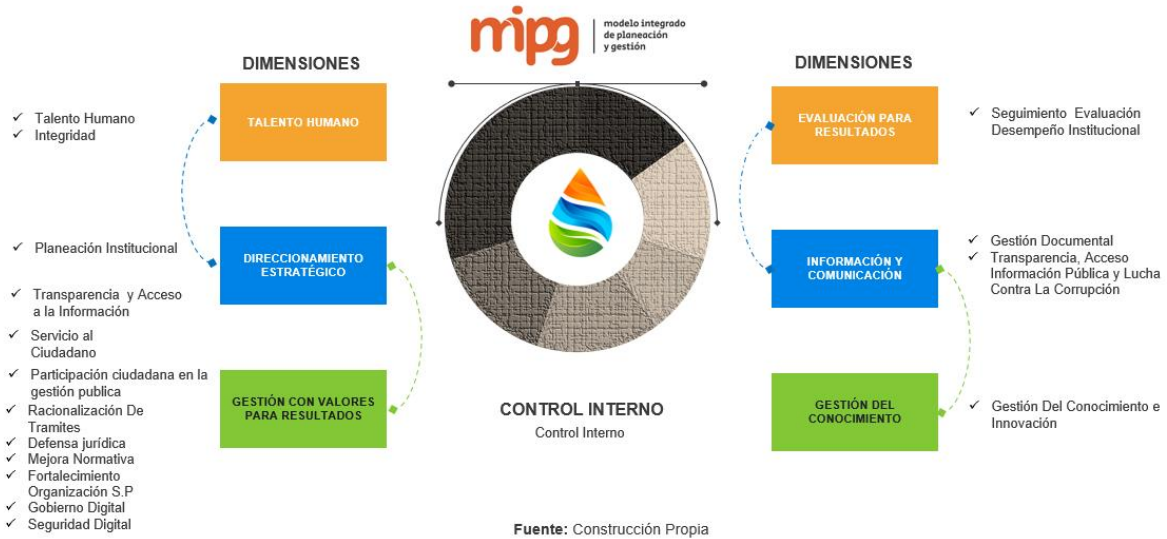 mipg
modelo integrado
de planeación
y gestión
DIMENSIONES
✓ Talento Humano
✓ Integridad
TALENTO HUMANO
✓ Planeación Institucional
DIRECCIONAMIENTO
ESTRATÉGICO
✓ Transparencia y Acceso
a la Información
✓ Servicio al
Ciudadano
✓ Participación ciudadana en la
gestión publica
✓ Racionalización De
Tramites
✓ Defensa jurídica
✓ Mejora Normativa
✓ Fortalecimiento
Organización S.P
✓ Gobierno Digital
✓ Seguridad Digital
GESTIÓN CON VALORES
PARA RESULTADOS
CONTROL INTERNO
Control Interno
DIMENSIONES
EVALUACIÓN PARA
RESULTADOS
✓ Seguimiento Evaluación
Desempeño Institucional
INFORMACIÓN Y
COMUNICACIÓN
✓ Gestión Documental
✓ Transparencia, Acceso
Información Pública y Lucha
Contra La Corrupción
GESTIÓN DEL
CONOCIMIENTO
✓ Gestión Del Conocimiento e
Innovación
Fuente: Construcción Propia